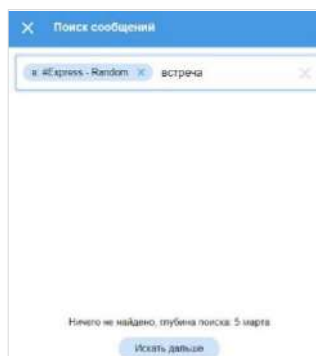 Поиск сообщений
в: #Express - Random встреча
Ничего не найдено, глубина поиска: 5 марта
Искать дальше